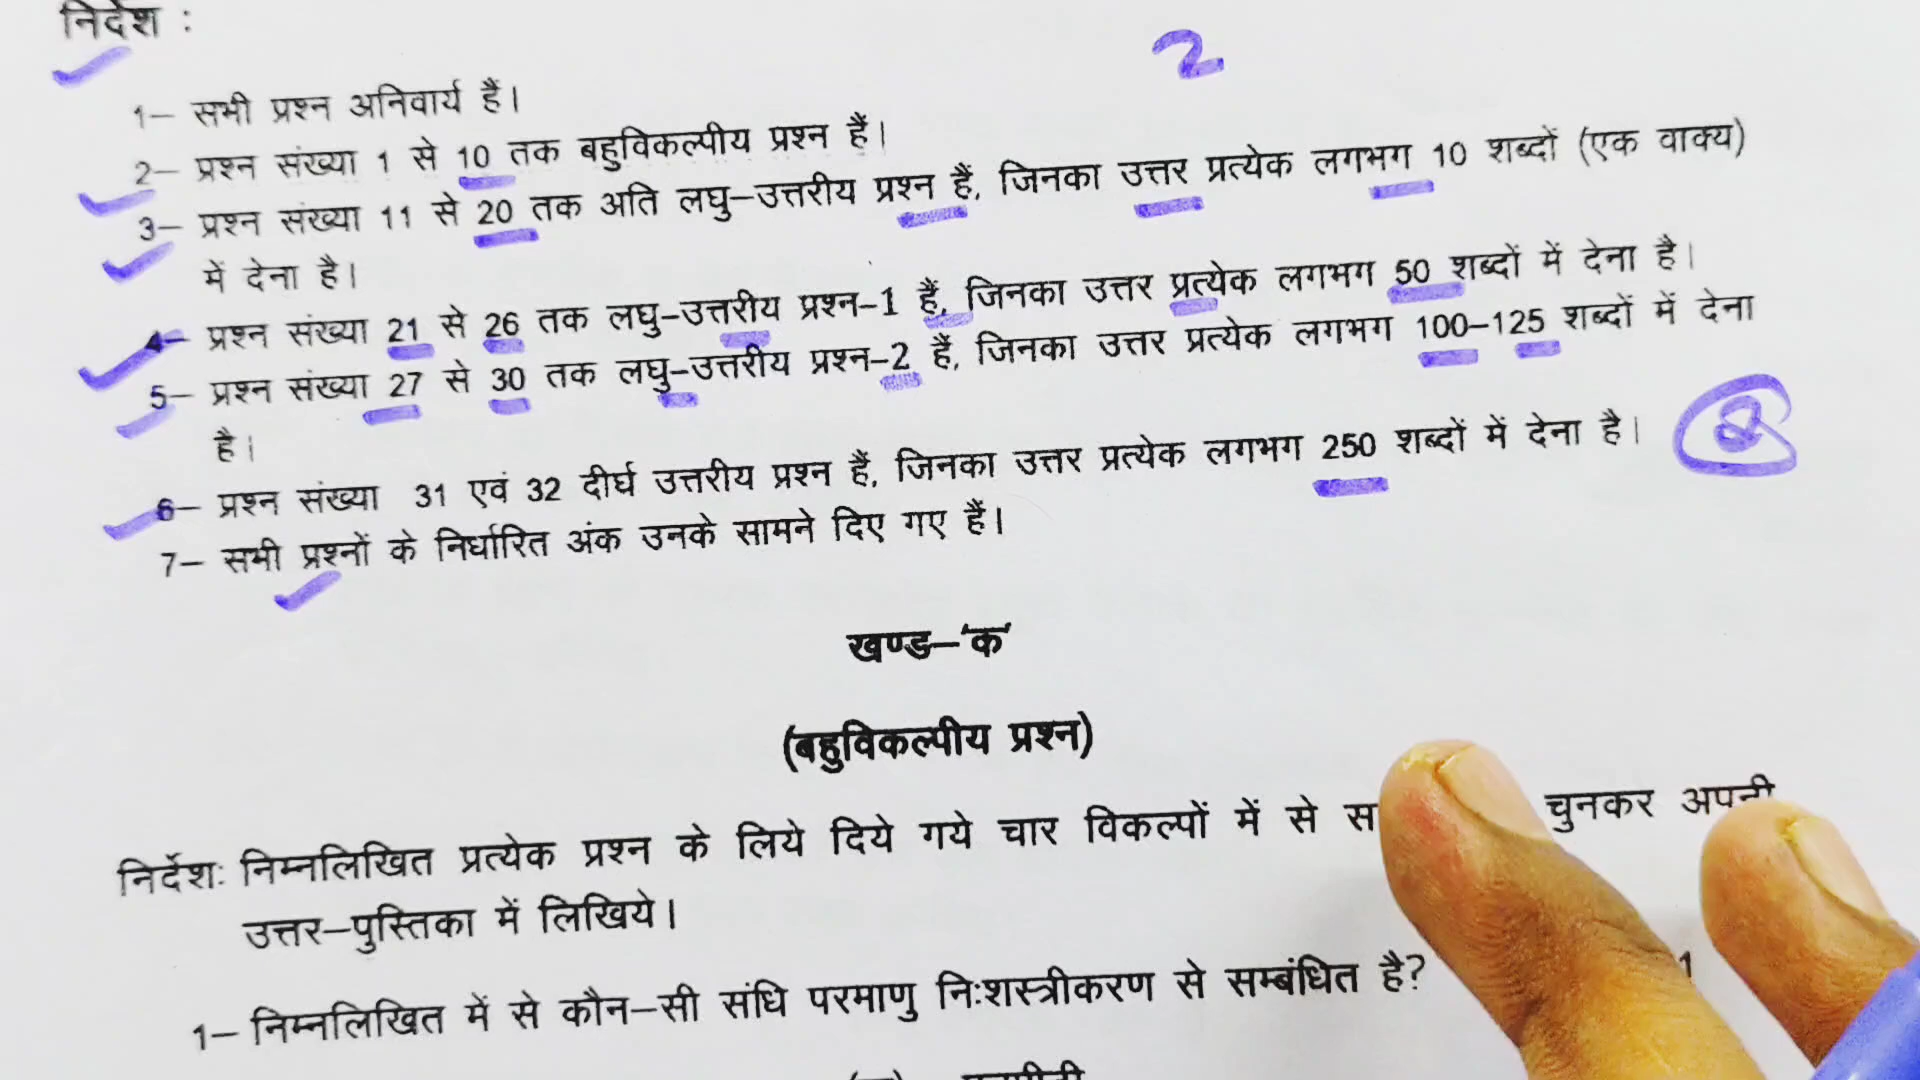 निर्देश :
2
1– सभी प्रश्न अनिवार्य हैं।
2– प्रश्न संख्या 1 से 10 तक बहुविकल्पीय प्रश्न हैं।
3– प्रश्न संख्या 11 से 20 तक अति लघु–उत्तरीय प्रश्न हैं, जिनका उत्तर प्रत्येक लगभग 10 शब्दों (एक वाक्य)
में देना है।
4– प्रश्न संख्या 21 से 26 तक लघु–उत्तरीय प्रश्न–1 हैं, जिनका उत्तर प्रत्येक लगभग 50 शब्दों में देना है।
5– प्रश्न संख्या 27 से 30 तक लघु–उत्तरीय प्रश्न–2 हैं, जिनका उत्तर प्रत्येक लगभग 100–125 शब्दों में देना
है।
6– प्रश्न संख्या 31 एवं 32 दीर्घ उत्तरीय प्रश्न हैं, जिनका उत्तर प्रत्येक लगभग 250 शब्दों में देना है।
7– सभी प्रश्नों के निर्धारित अंक उनके सामने दिए गए हैं।
खण्ड–'क'
(बहुविकल्पीय प्रश्न)
निर्देशः निम्नलिखित प्रत्येक प्रश्न के लिये दिये गये चार विकल्पों में से चुनकर अपनी
उत्तर–पुस्तिका में लिखिये।
1– निम्नलिखित में से कौन–सी संधि परमाणु निःशस्त्रीकरण से सम्बंधित है? 1